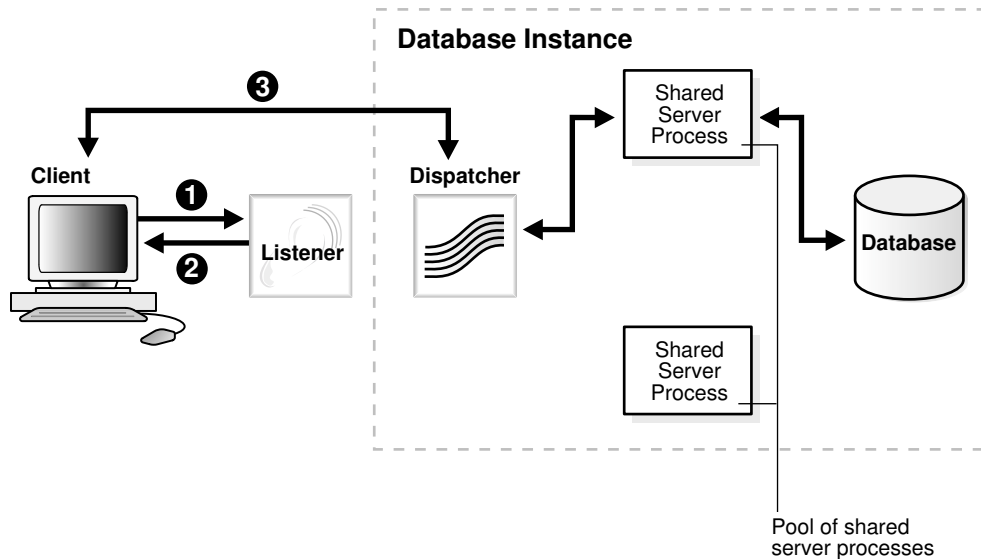 Database Instance
3
Shared
Server
Process
Client
Dispatcher
1
Listener
2
Database
Shared
Server
Process
Pool of shared
server processes